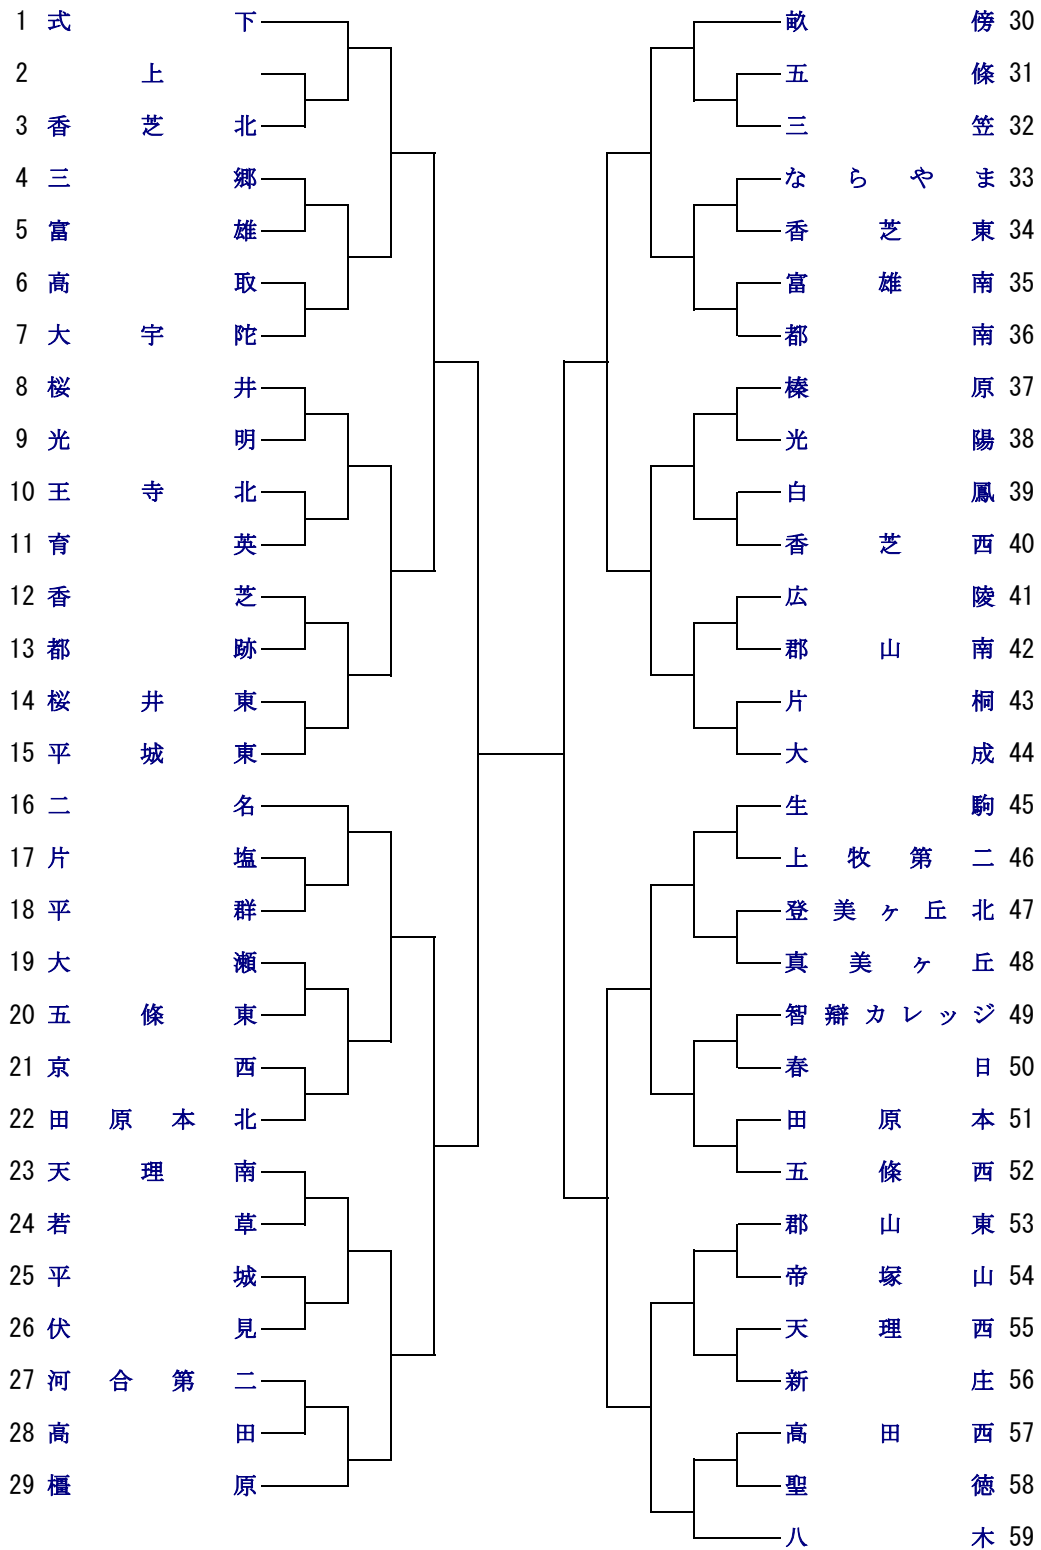 1 式下
2 上
3 香芝北
4 三郷
5 富雄
6 高取
7 大宇陀
8 桜井
9 光明
10 王寺北
11 育英
12 香芝
13 都跡
14 桜井東
15 平城東
16 二名
17 片塩
18 平群
19 大瀬
20 五條東
21 京西
22 田原本北
23 天理南
24 若草
25 平城
26 伏見
27 河合第二
28 高田
29 橿原
畝傍 30
五條 31
三笠 32
ならやま 33
香芝東 34
富雄南 35
都南 36
榛原 37
光陽 38
白鳳 39
香芝西 40
広陵 41
郡山南 42
片桐 43
大成 44
生駒 45
上牧第二 46
登美ヶ丘北 47
真美ヶ丘 48
智辯カレッジ 49
春日 50
田原本 51
五條西 52
郡山東 53
帝塚山 54
天理西 55
新庄 56
高田西 57
聖徳 58
八木 59